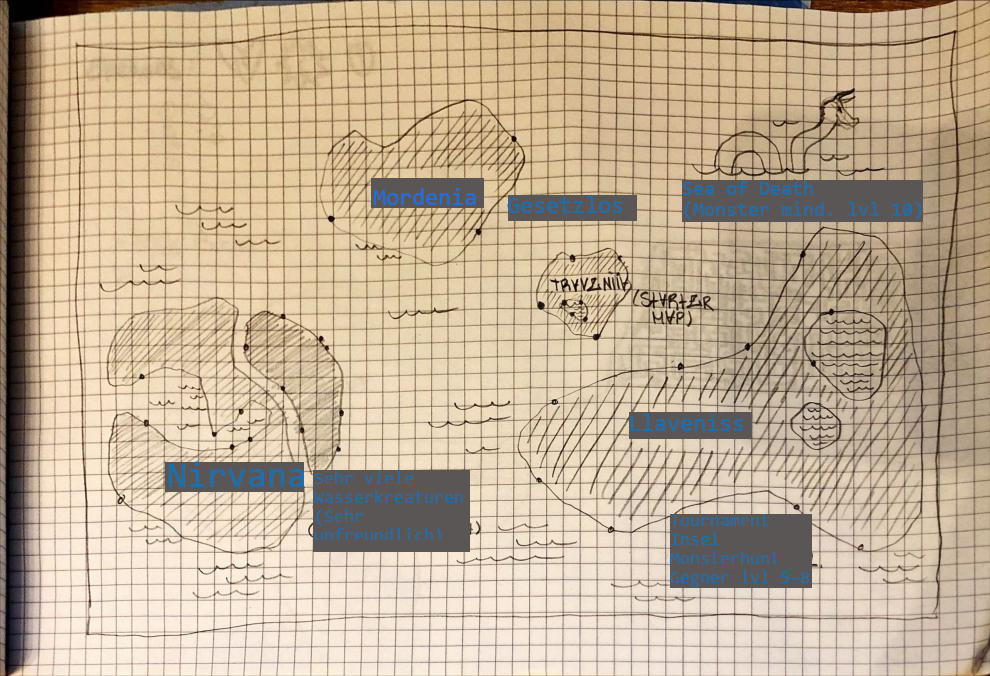 Mordenia
Gesetzlos
Sea of Death
(Monster mind. lvl 10)
(STARTER
MAP)
Llaveniss
Nirvana
Sehr viele
Wasserkreaturen
(Sehr
unfreundlich)
Tournament
Insel
Monsterhunt
Gegner lvl 5-8